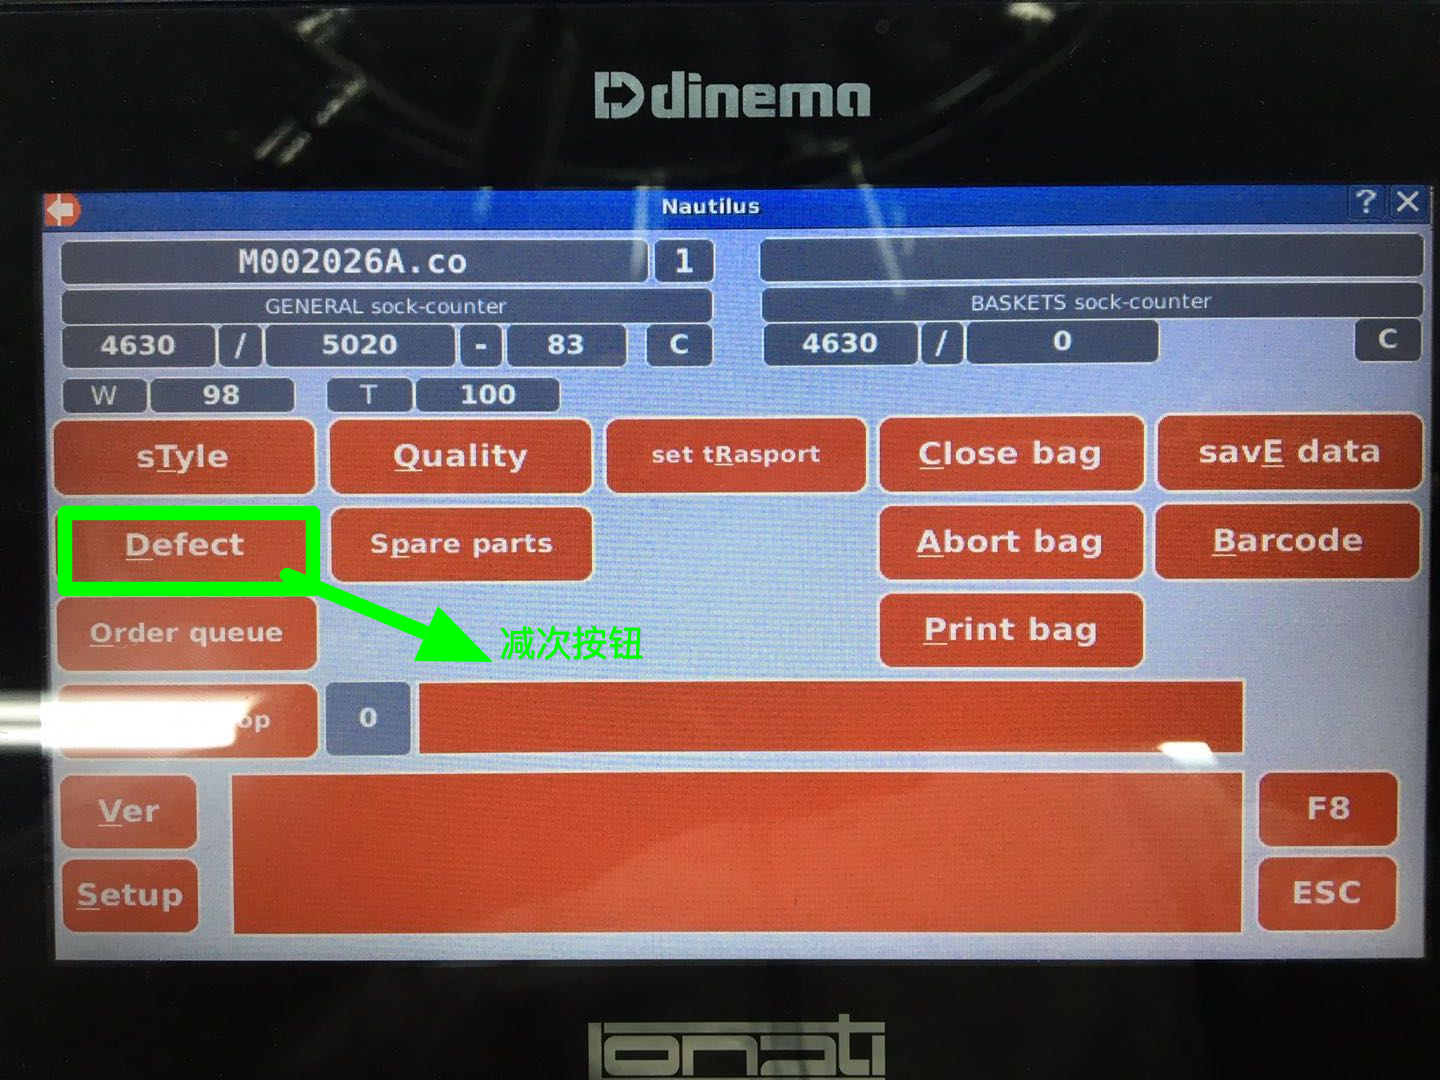 dinema
Nautilus
? X
M002026A.co 1
GENERAL sock-counter
BASKETS sock-counter
4630 / 5020 - 83 C
4630 / 0 C
W 98 T 100
sTyle Quality set tRasport Close bag savE data
Defect Spare parts Abort bag Barcode
Order queue Print bag
减次按钮
op 0
Ver F8
Setup ESC
lonati